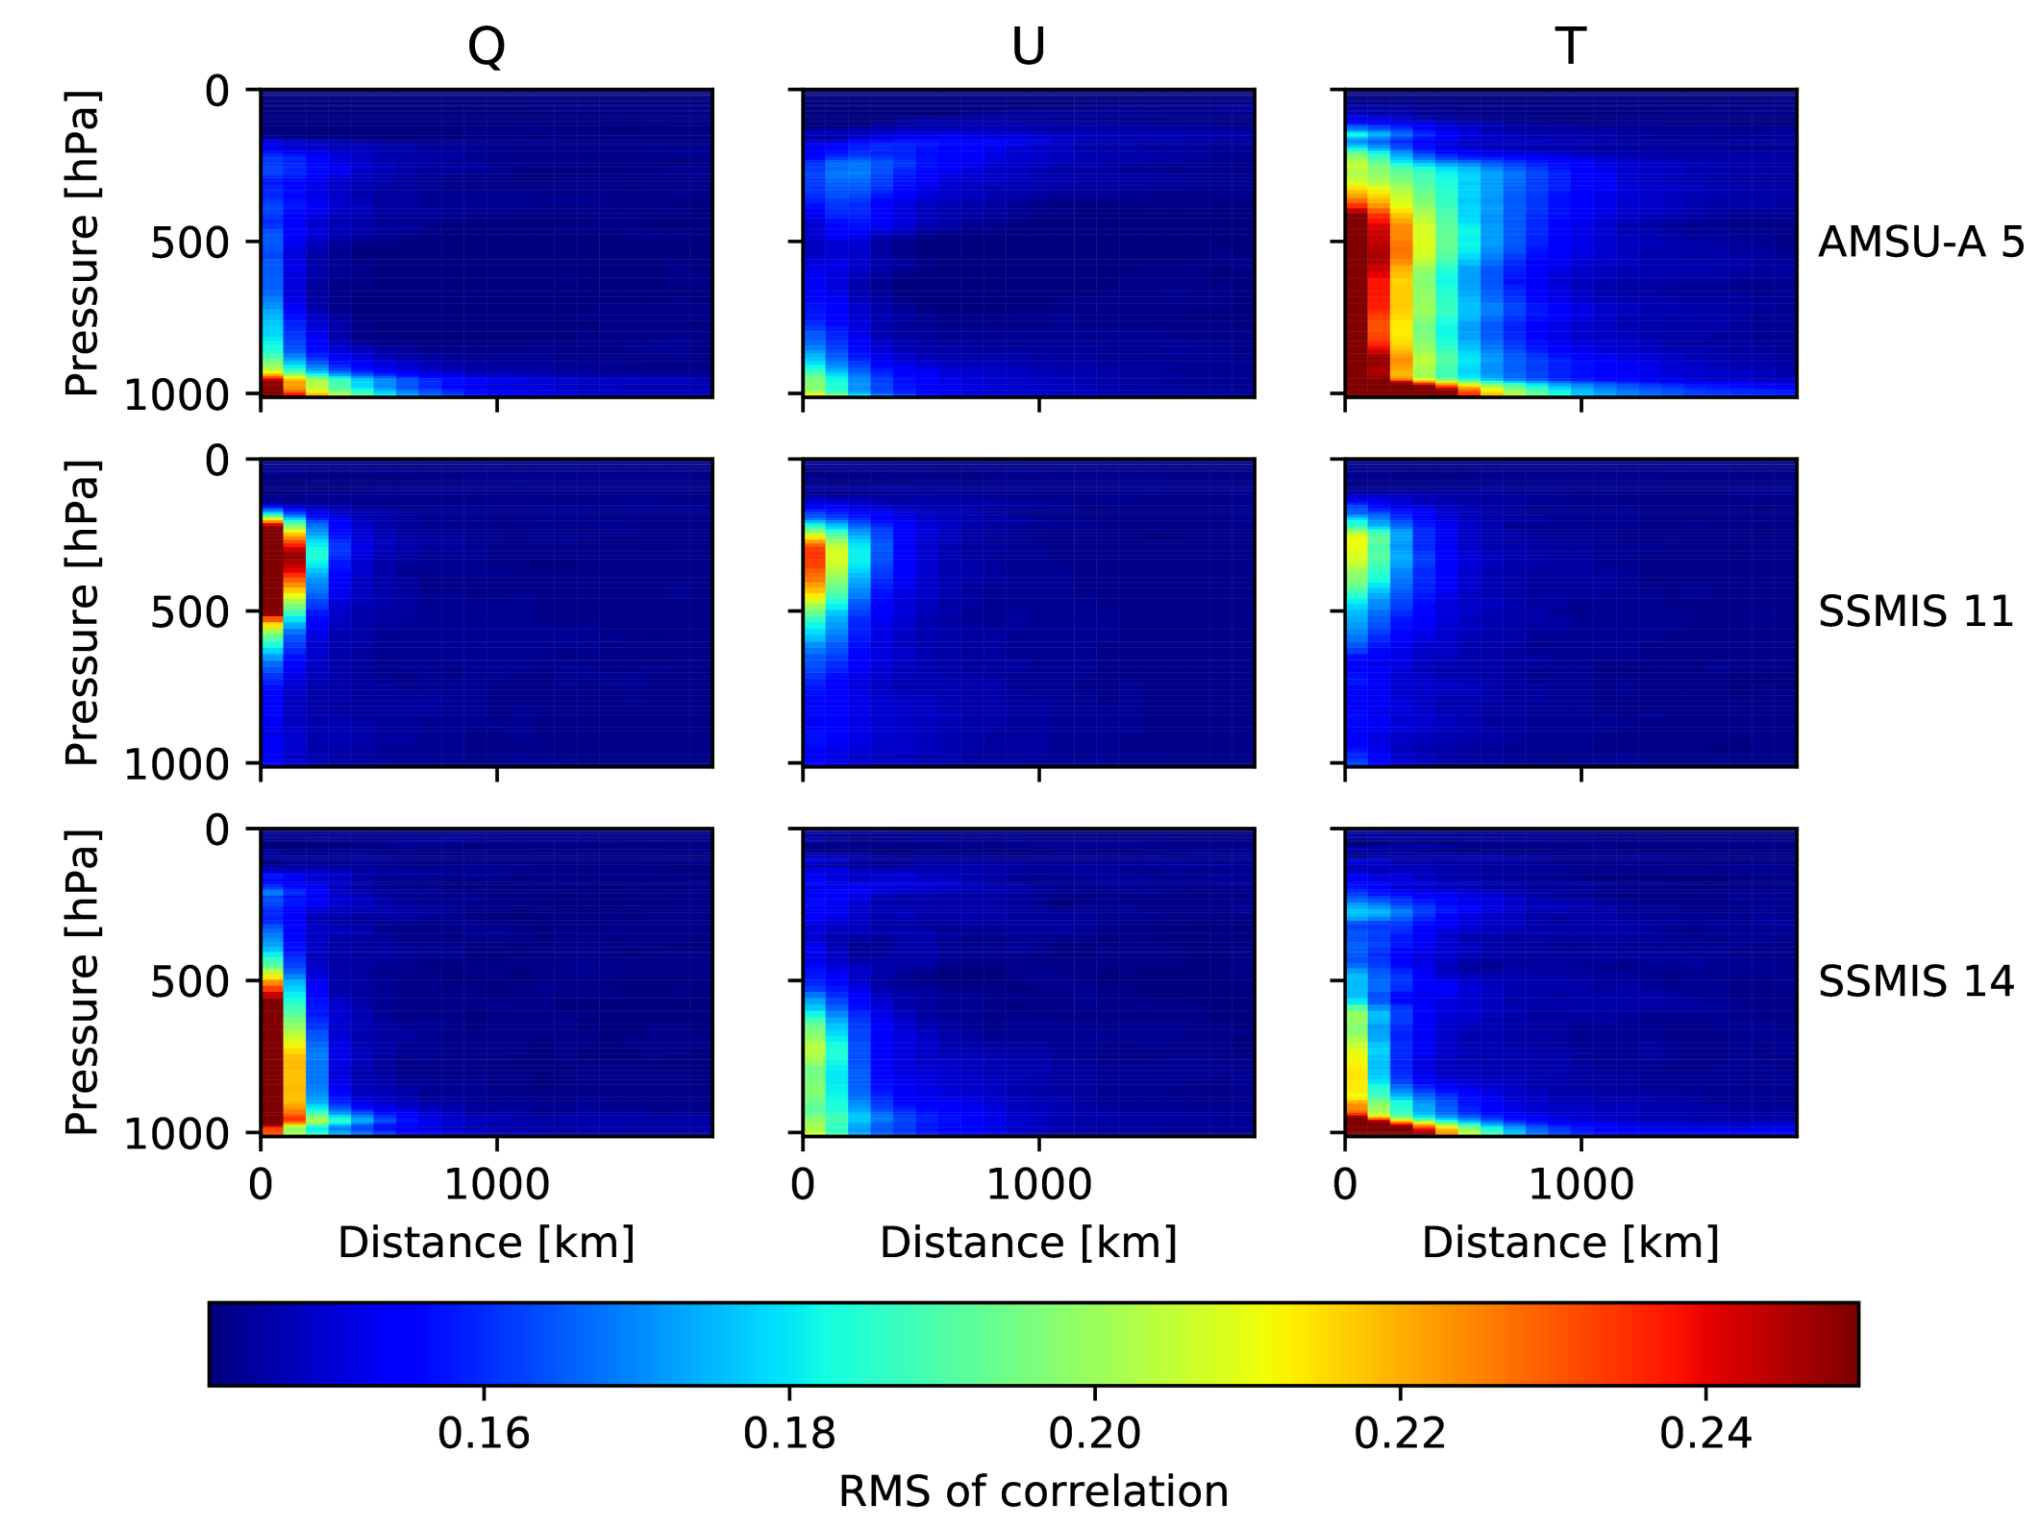 Q U T
0
500
1000
Pressure [hPa]
AMSU-A 5
0
500
1000
Pressure [hPa]
SSMIS 11
0
500
1000
Pressure [hPa]
SSMIS 14
0 1000 0 1000 0 1000
Distance [km] Distance [km] Distance [km]
0.16 0.18 0.20 0.22 0.24
RMS of correlation